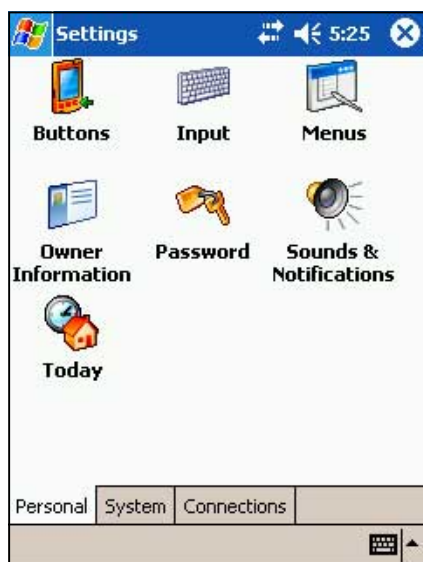 Settings 5:25
Buttons Input Menus
Owner Information
Password
Sounds & Notifications
Today
Personal System Connections